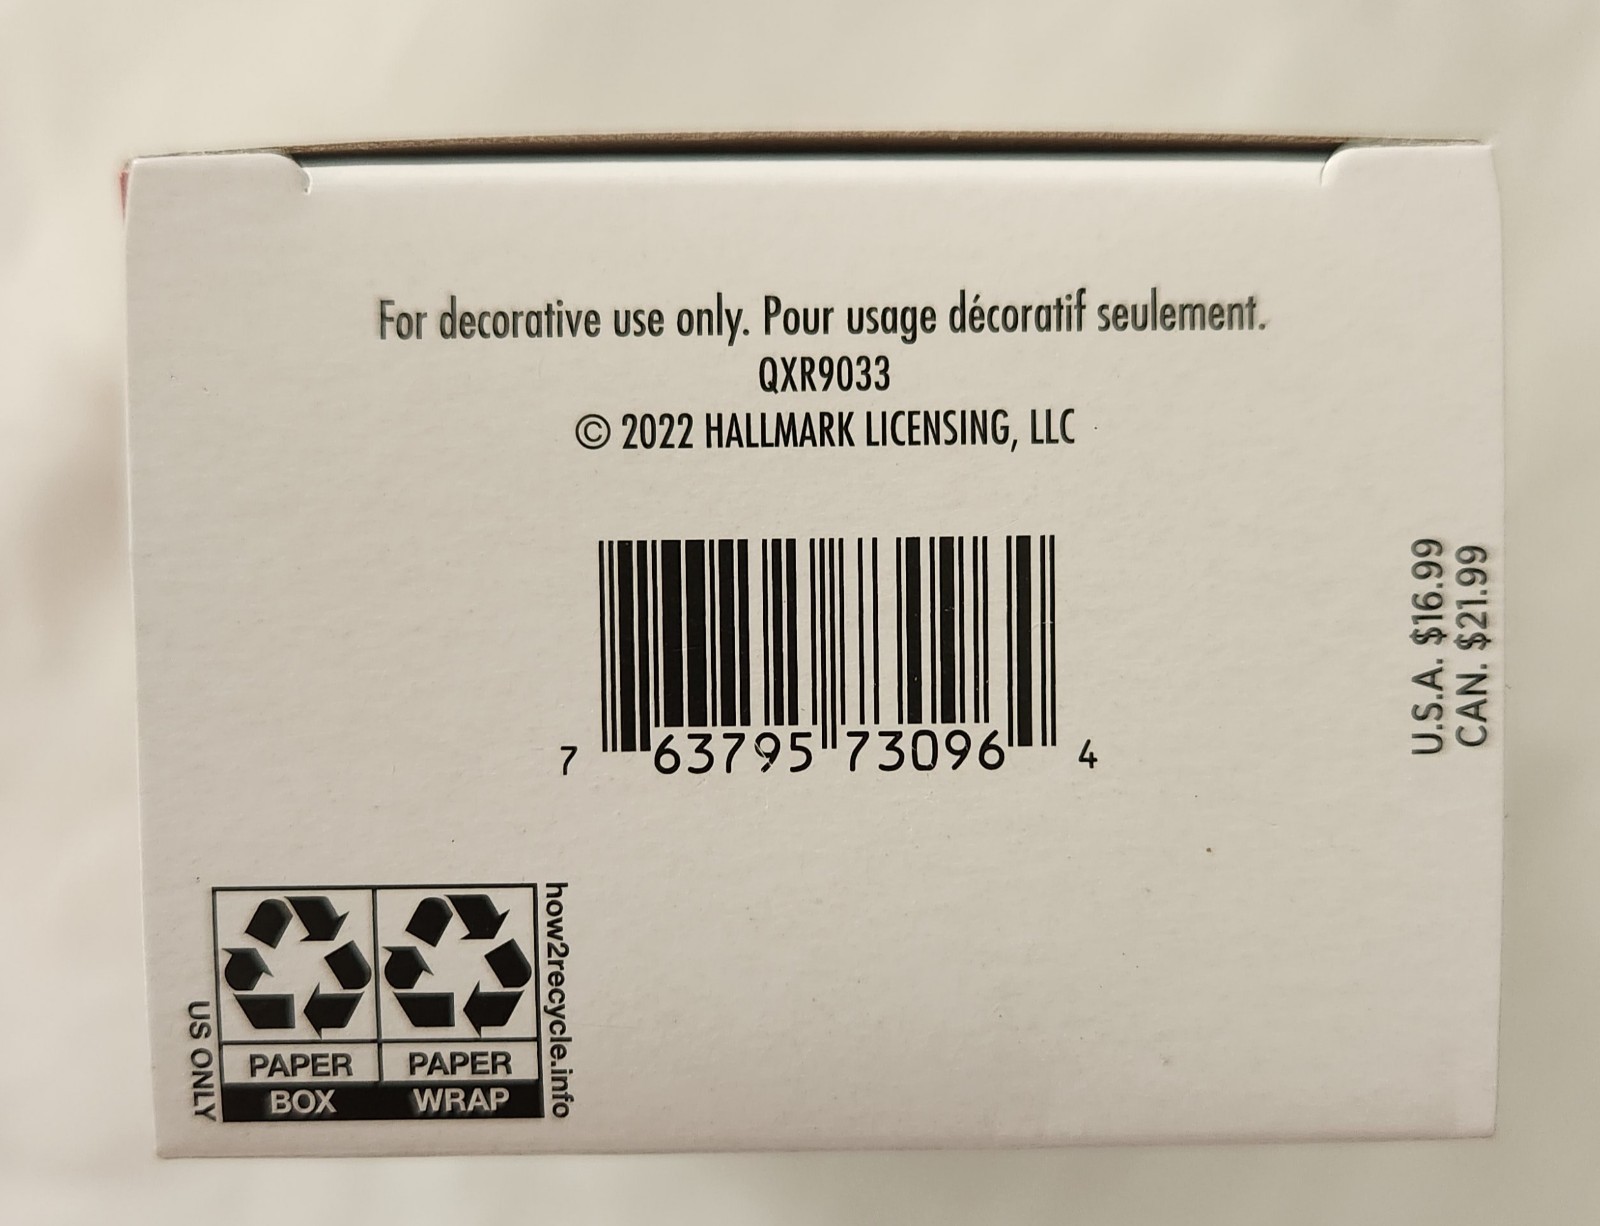 For decorative use only. Pour usage décoratif seulement.
QXR9033
© 2022 HALLMARK LICENSING, LLC
7 63795 73096 4
U.S.A. $16.99
CAN. $21.99
how2recycle.info
PAPER PAPER
BOX WRAP
US ONLY